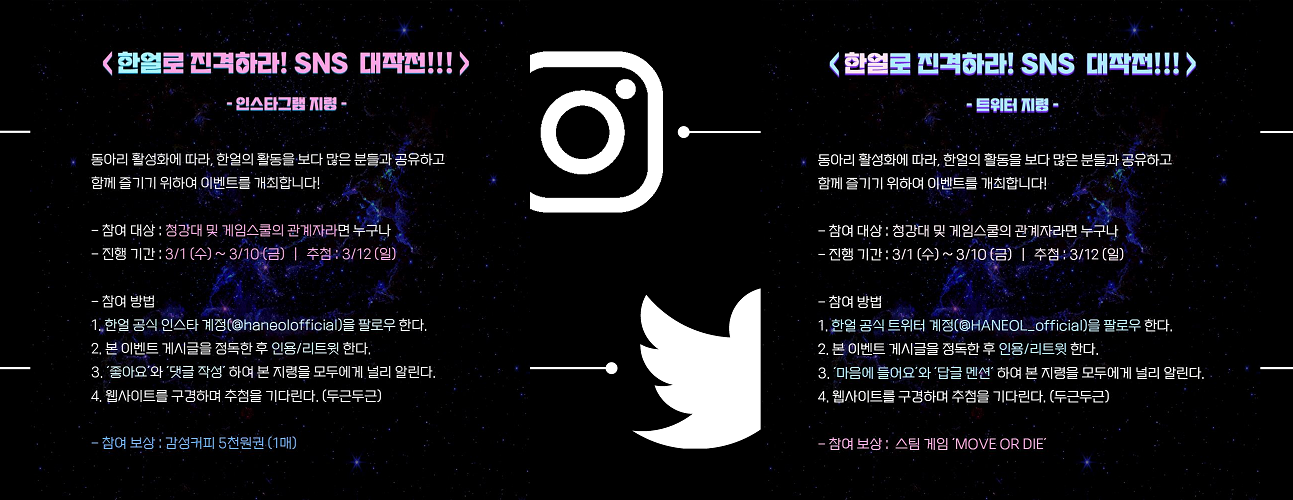 〈한얼로 진격하라! SNS 대작전!!!〉
- 인스타그램 지령 -
동아리 활성화에 따라, 한얼의 활동을 보다 많은 분들과 공유하고
함께 즐기기 위하여 이벤트를 개최합니다!
- 참여 대상 : 청강대 및 게임스쿨의 관계자라면 누구나
- 진행 기간 : 3/1 (수) ~ 3/10 (금) | 추첨 : 3/12 (일)
- 참여 방법
1. 한얼 공식 인스타 계정(@haneolofficial)을 팔로우 한다.
2. 본 이벤트 게시글을 정독한 후 인용/리트윗 한다.
3. '좋아요'와 '댓글 작성' 하여 본 지령을 모두에게 널리 알린다.
4. 웹사이트를 구경하며 추첨을 기다린다. (두근두근)
- 참여 보상 : 감성커피 5천원권 (1매)
〈한얼로 진격하라! SNS 대작전!!!〉
- 트위터 지령 -
동아리 활성화에 따라, 한얼의 활동을 보다 많은 분들과 공유하고
함께 즐기기 위하여 이벤트를 개최합니다!
- 참여 대상 : 청강대 및 게임스쿨의 관계자라면 누구나
- 진행 기간 : 3/1 (수) ~ 3/10 (금) | 추첨 : 3/12 (일)
- 참여 방법
1. 한얼 공식 트위터 계정(@HANEOL_official)을 팔로우 한다.
2. 본 이벤트 게시글을 정독한 후 인용/리트윗 한다.
3. '마음에 들어요'와 '답글 멘션' 하여 본 지령을 모두에게 널리 알린다.
4. 웹사이트를 구경하며 추첨을 기다린다. (두근두근)
- 참여 보상 : 스팀 게임 'MOVE OR DIE'